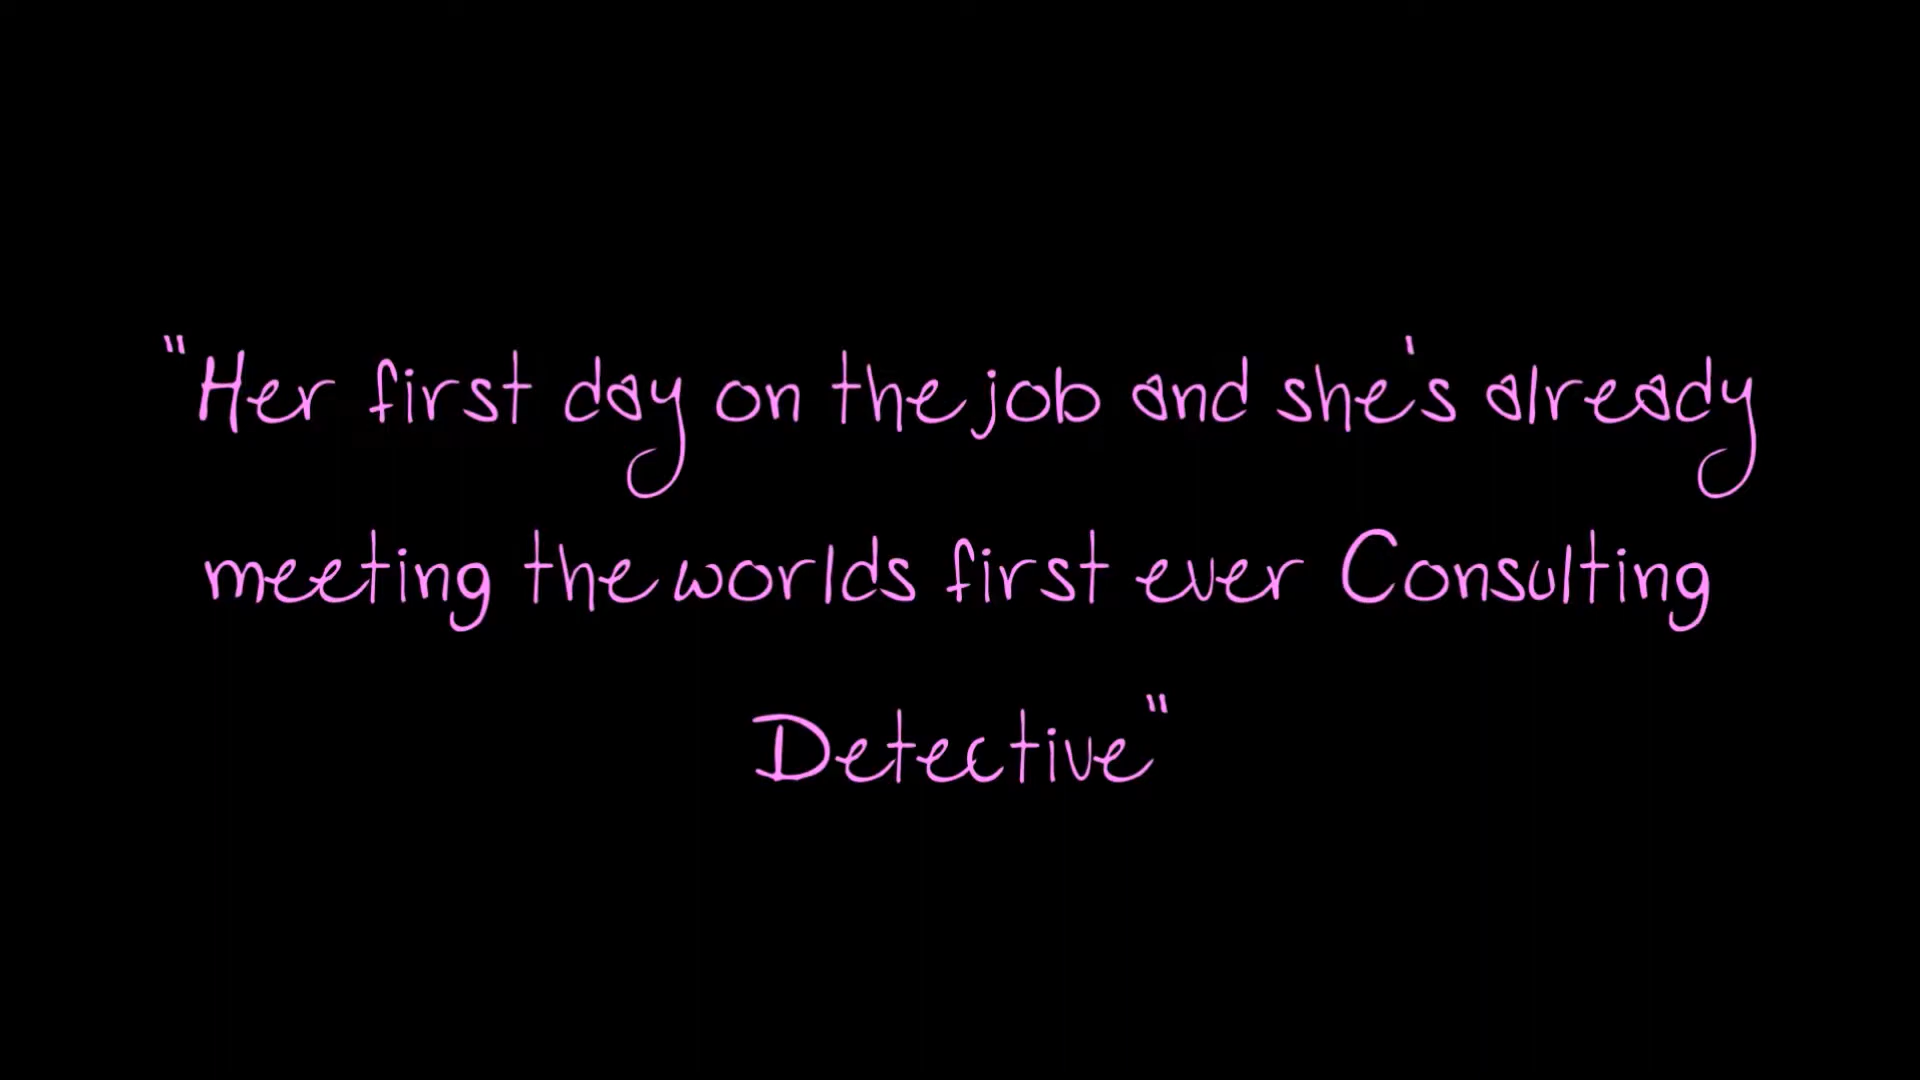 "Her first day on the job and she's already
meeting the worlds first ever Consulting
Detective"